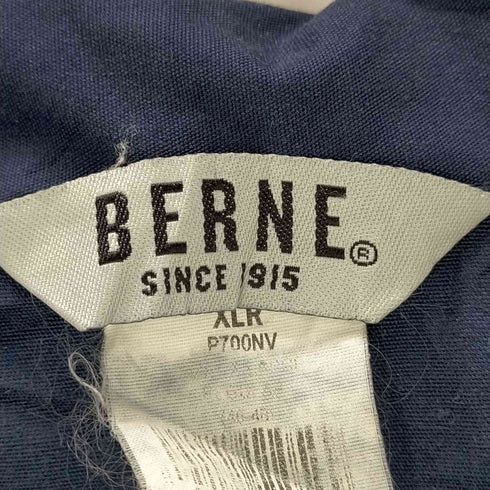 BERNE®
SINCE 1915
XLR
P700NV